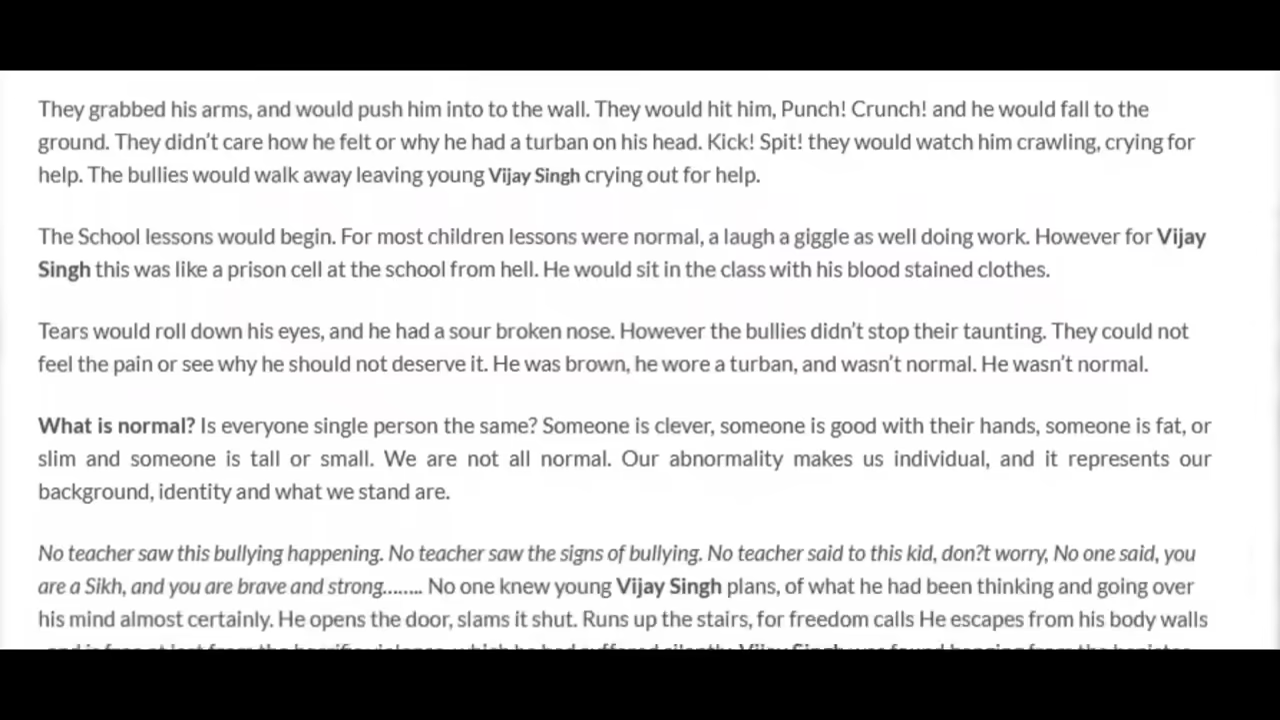 They grabbed his arms, and would push him into to the wall. They would hit him, Punch! Crunch! and he would fall to the
ground. They didn't care how he felt or why he had a turban on his head. Kick! Spit! they would watch him crawling, crying for
help. The bullies would walk away leaving young Vijay Singh crying out for help.
The School lessons would begin. For most children lessons were normal, a laugh a giggle as well doing work. However for Vijay
Singh this was like a prison cell at the school from hell. He would sit in the class with his blood stained clothes.
Tears would roll down his eyes, and he had a sour broken nose. However the bullies didn't stop their taunting. They could not
feel the pain or see why he should not deserve it. He was brown, he wore a turban, and wasn't normal. He wasn't normal.
What is normal? Is everyone single person the same? Someone is clever, someone is good with their hands, someone is fat, or
slim and someone is tall or small. We are not all normal. Our abnormality makes us individual, and it represents our
background, identity and what we stand are.
No teacher saw this bullying happening. No teacher saw the signs of bullying. No teacher said to this kid, don?t worry, No one said, you
are a Sikh, and you are brave and strong........ No one knew young Vijay Singh plans, of what he had been thinking and going over
his mind almost certainly. He opens the door, slams it shut. Runs up the stairs, for freedom calls He escapes from his body walls